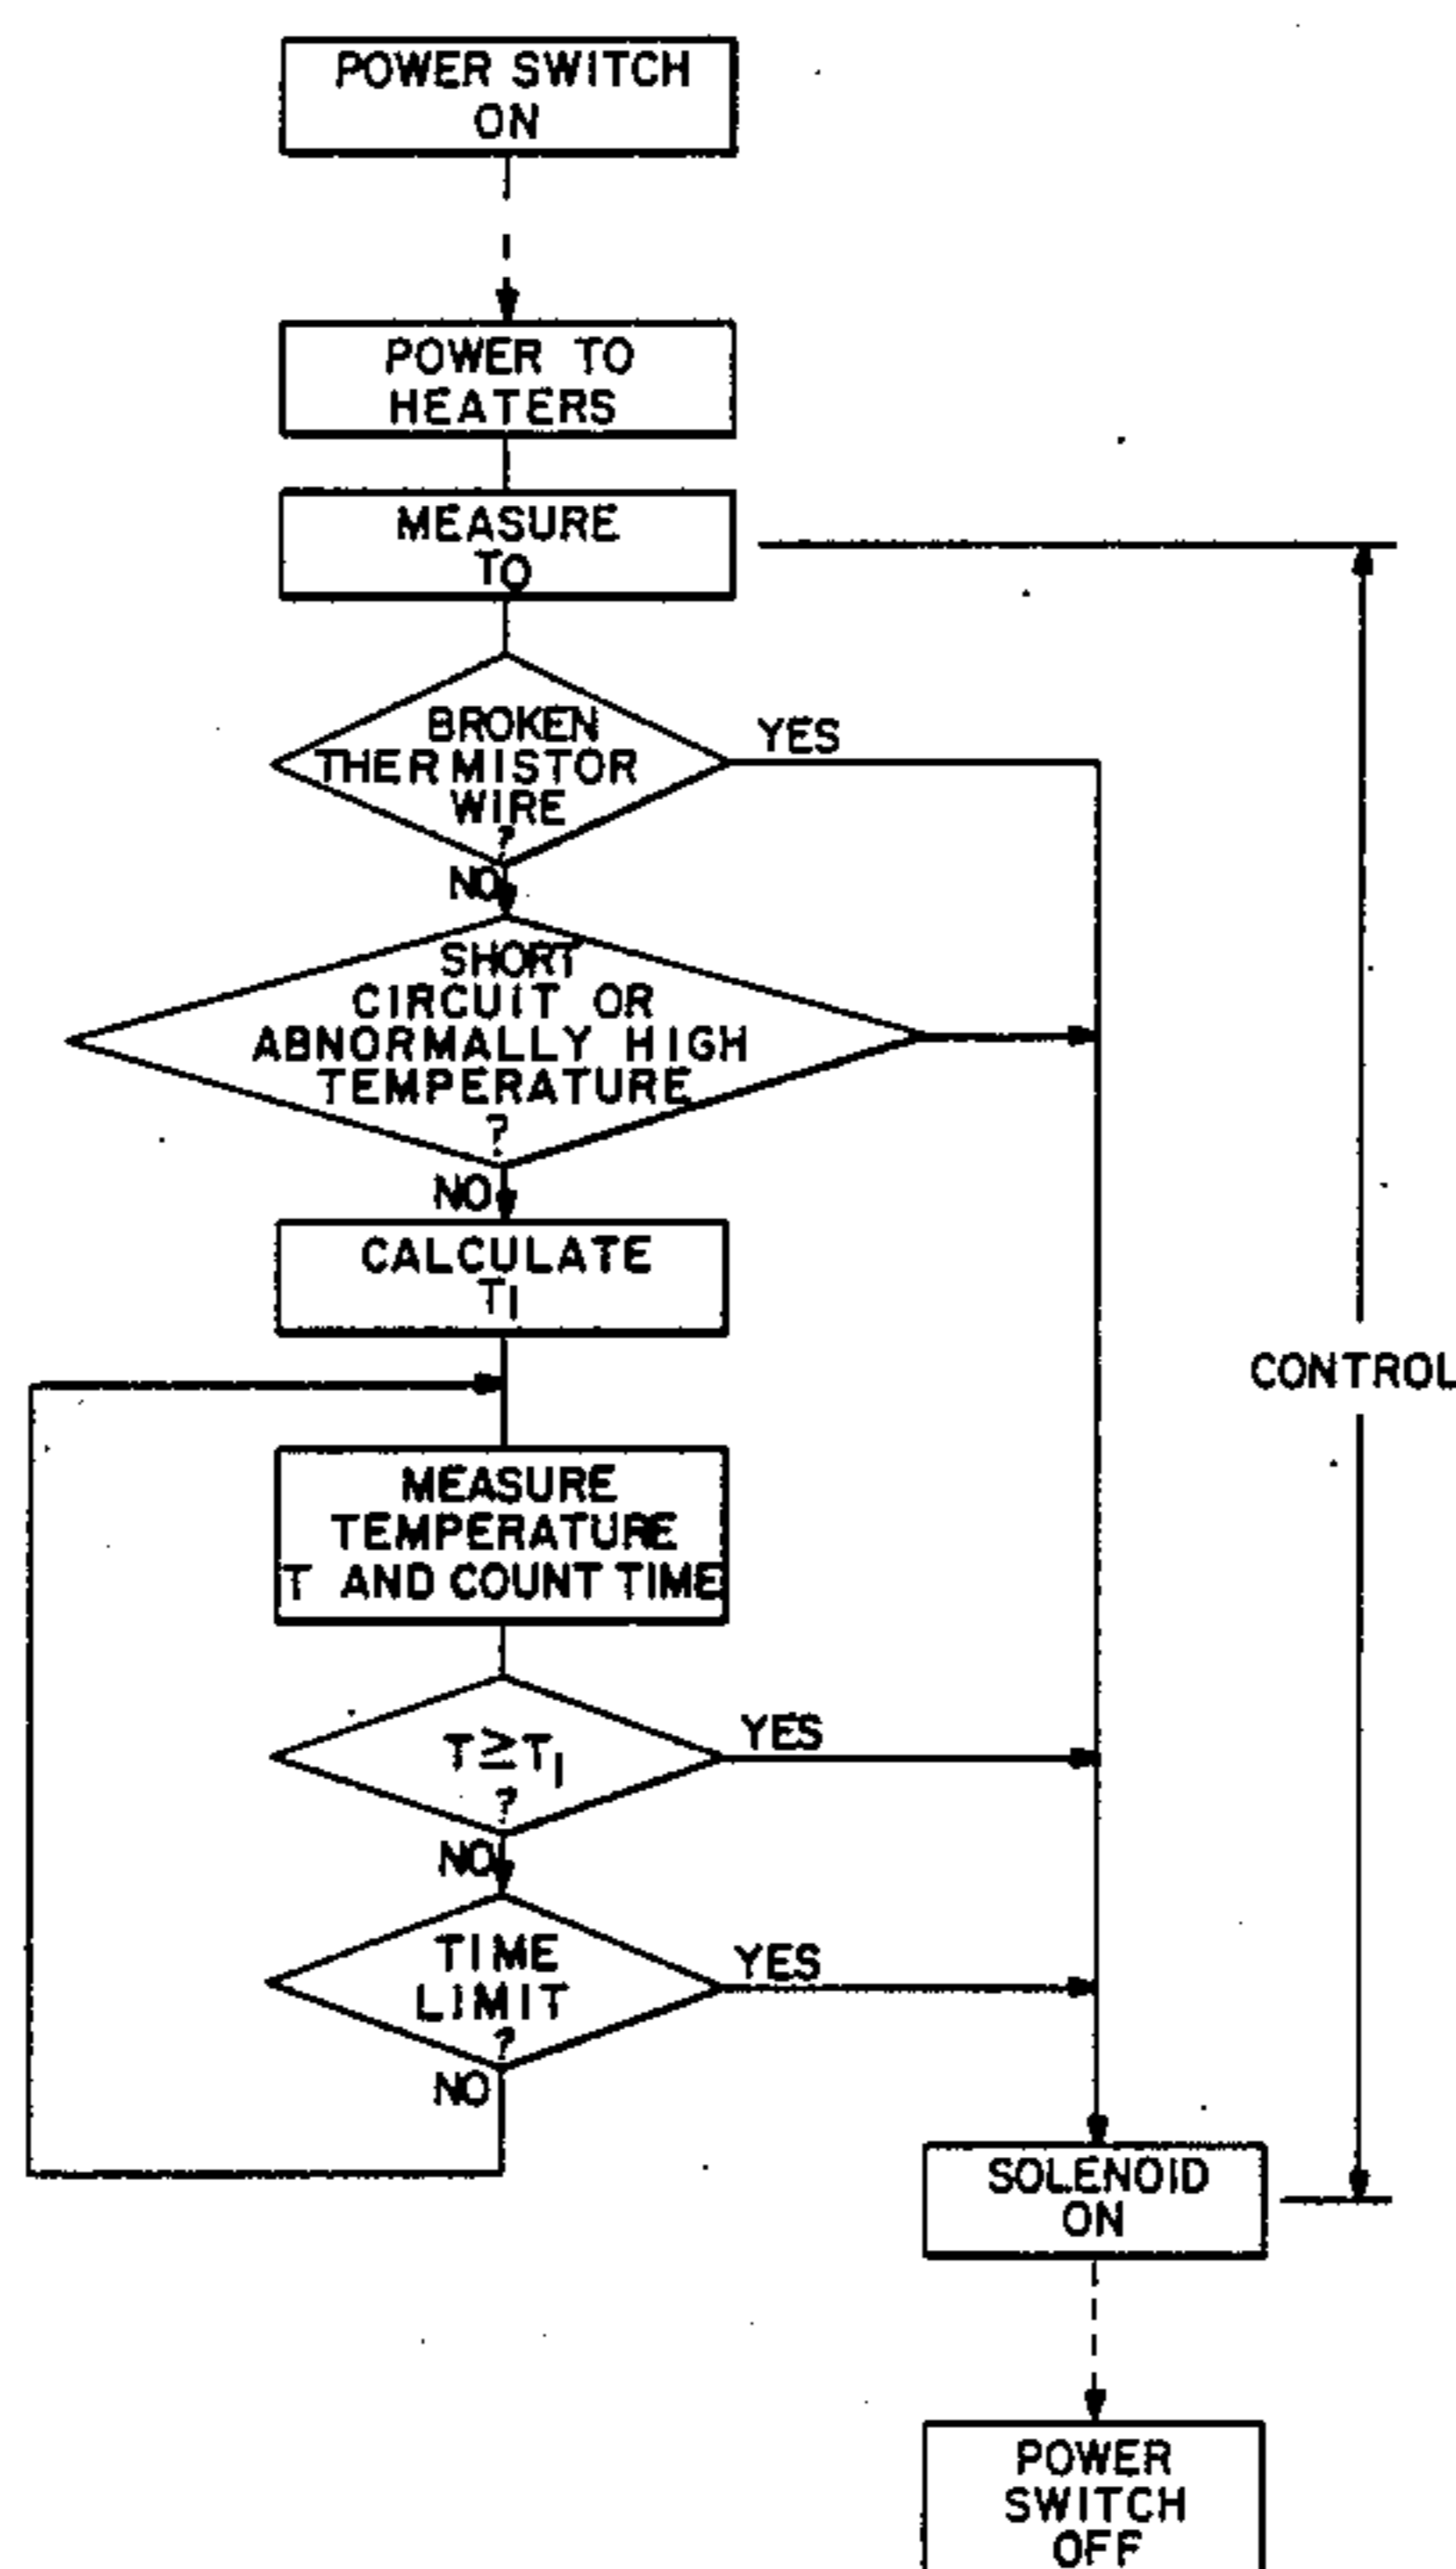 POWER SWITCH
ON
POWER TO
HEATERS
MEASURE
TO
BROKEN
THERMISTOR
WIRE
?
YES
NO
SHORT
CIRCUIT OR
ABNORMALLY HIGH
TEMPERATURE
?
NO
CALCULATE
T1
CONTROL
MEASURE
TEMPERATURE
T AND COUNT TIME
T≧T1
?
YES
NO
TIME
LIMIT
?
YES
NO
SOLENOID
ON
POWER
SWITCH
OFF